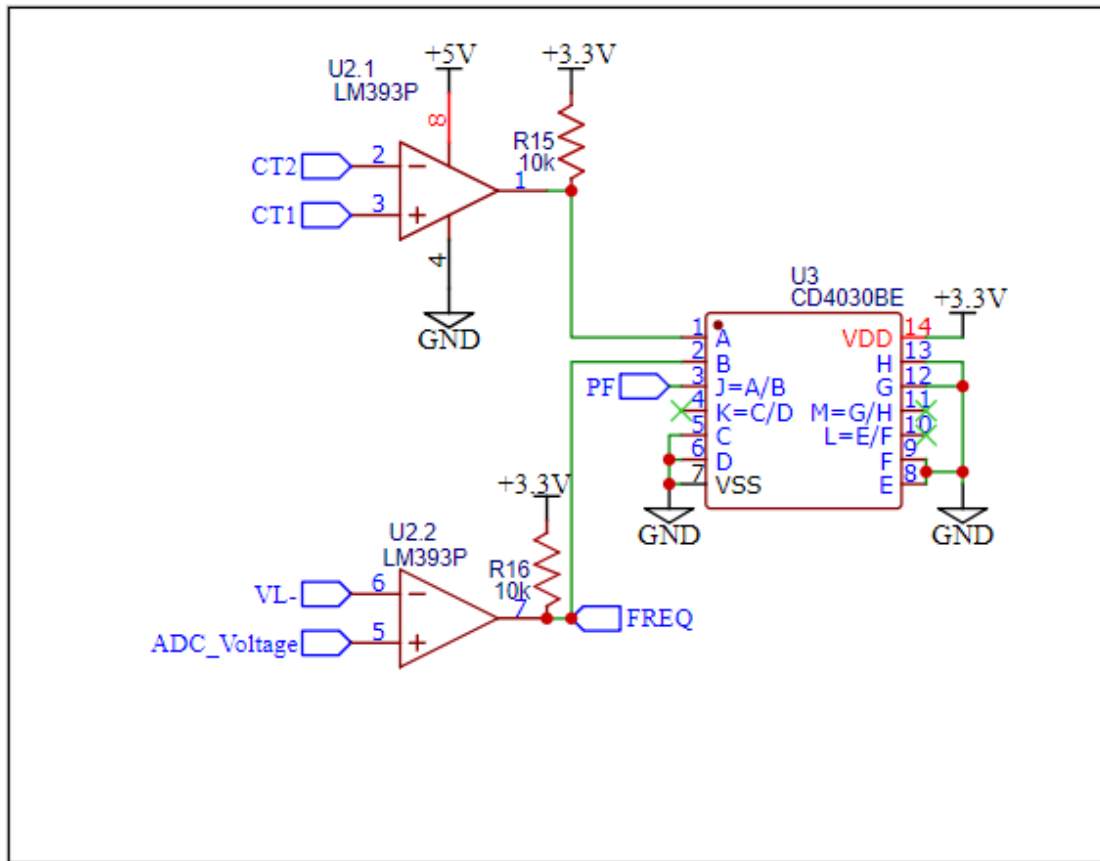 +5V
+3.3V
U2.1
LM393P
8
R15
10k
CT2
2
1
CT1
3
4
GND
U3
CD4030BE
+3.3V
1
A
VDD
14
2
B
H
13
PF
3
J=A/B
G
12
4
K=C/D
M=G/H
11
5
C
L=E/F
10
6
D
F
9
7
VSS
E
8
GND
GND
+3.3V
U2.2
LM393P
R16
10k
VL-
6
7
FREQ
ADC_Voltage
5